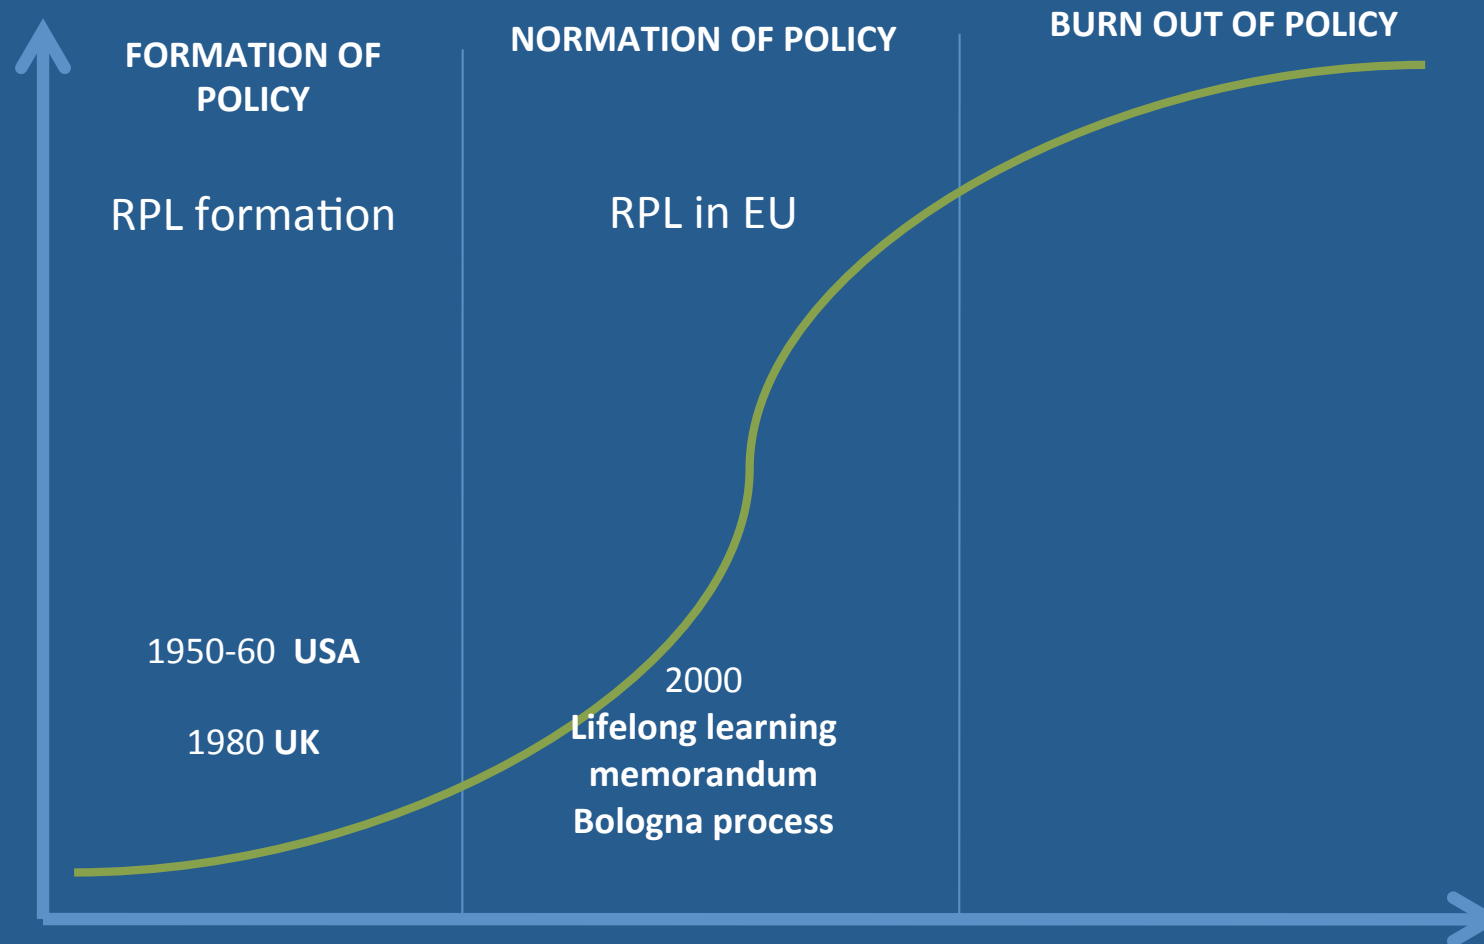 FORMATION OF
POLICY
NORMATION OF POLICY
BURN OUT OF POLICY
RPL formation
RPL in EU
1950-60 USA
1980 UK
2000
Lifelong learning
memorandum
Bologna process